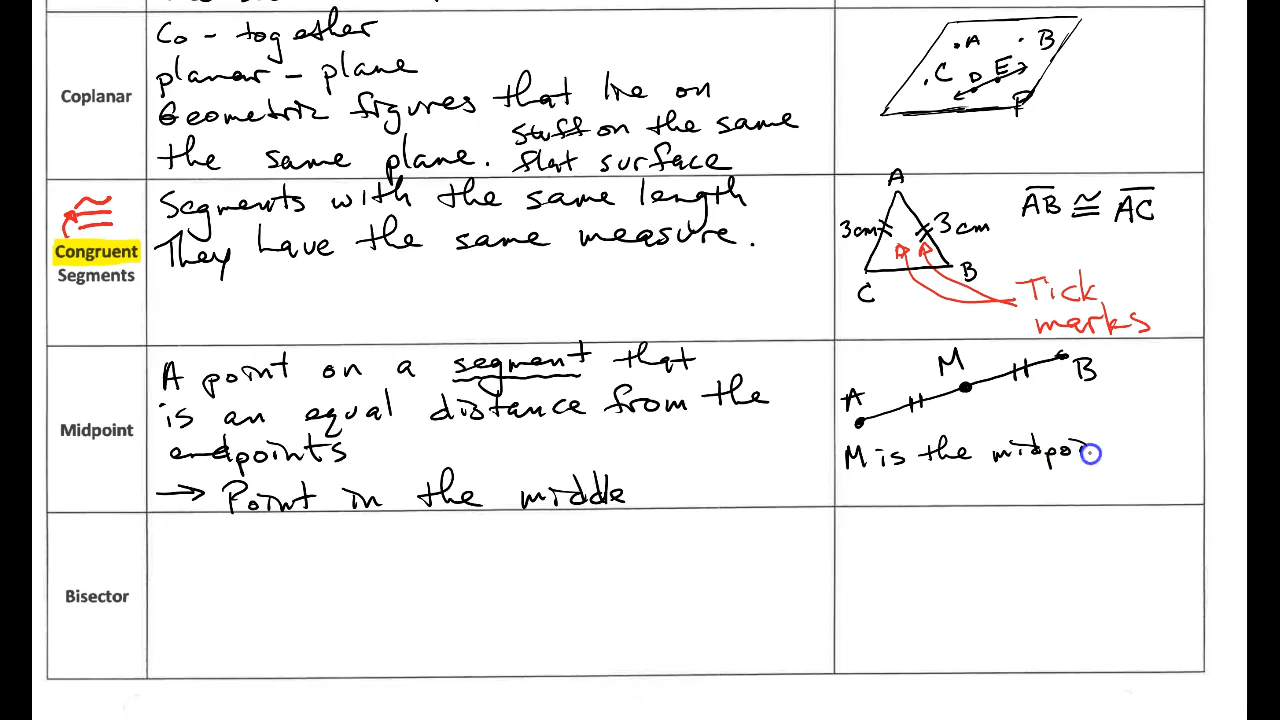 Co - together
planar - plane
Geometric figures that lie on
stuff on the same
the same plane. flat surface
Coplanar
A
B
C
D
E
P
≅
Congruent
Segments
Segments with the same length
They have the same measure.
A
3cm
3cm
C
B
AB ≅ AC
Tick
marks
Midpoint
A point on a segment that
is an equal distance from the
endpoints
→ Point in the middle
A
M
B
M is the midpoi
Bisector